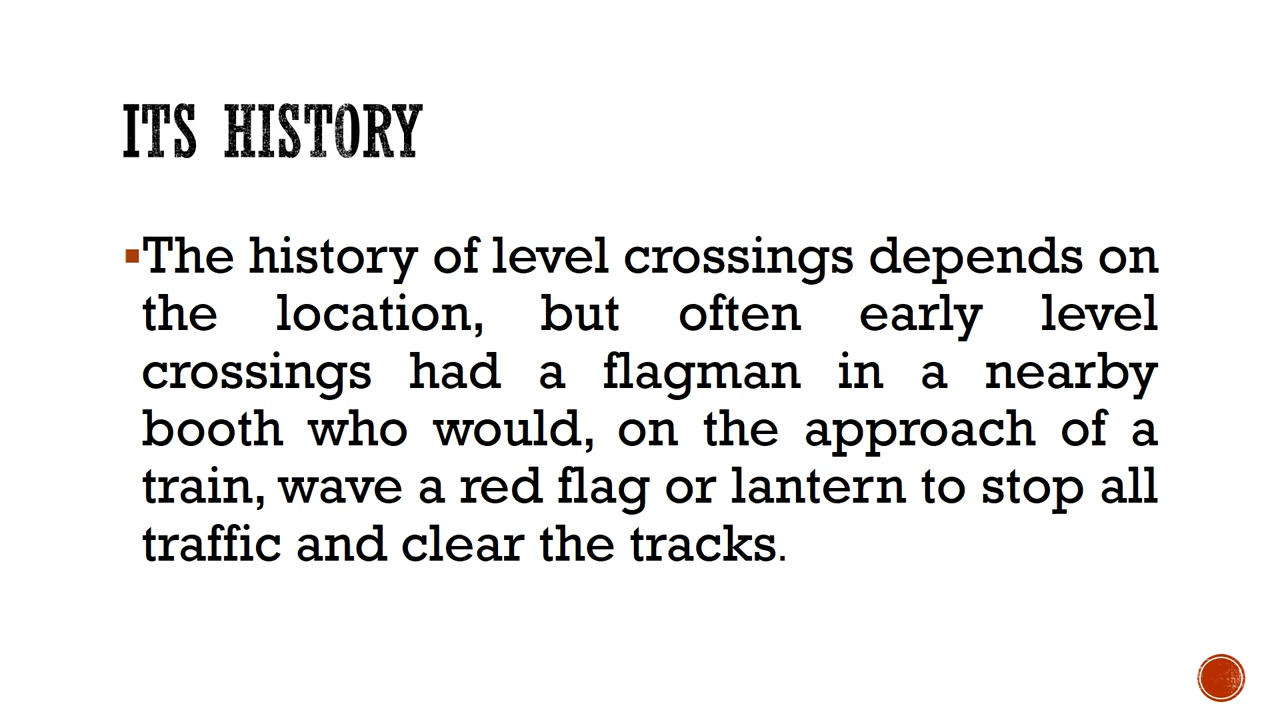 ITS HISTORY
▪The history of level crossings depends on
the location, but often early level
crossings had a flagman in a nearby
booth who would, on the approach of a
train, wave a red flag or lantern to stop all
traffic and clear the tracks.